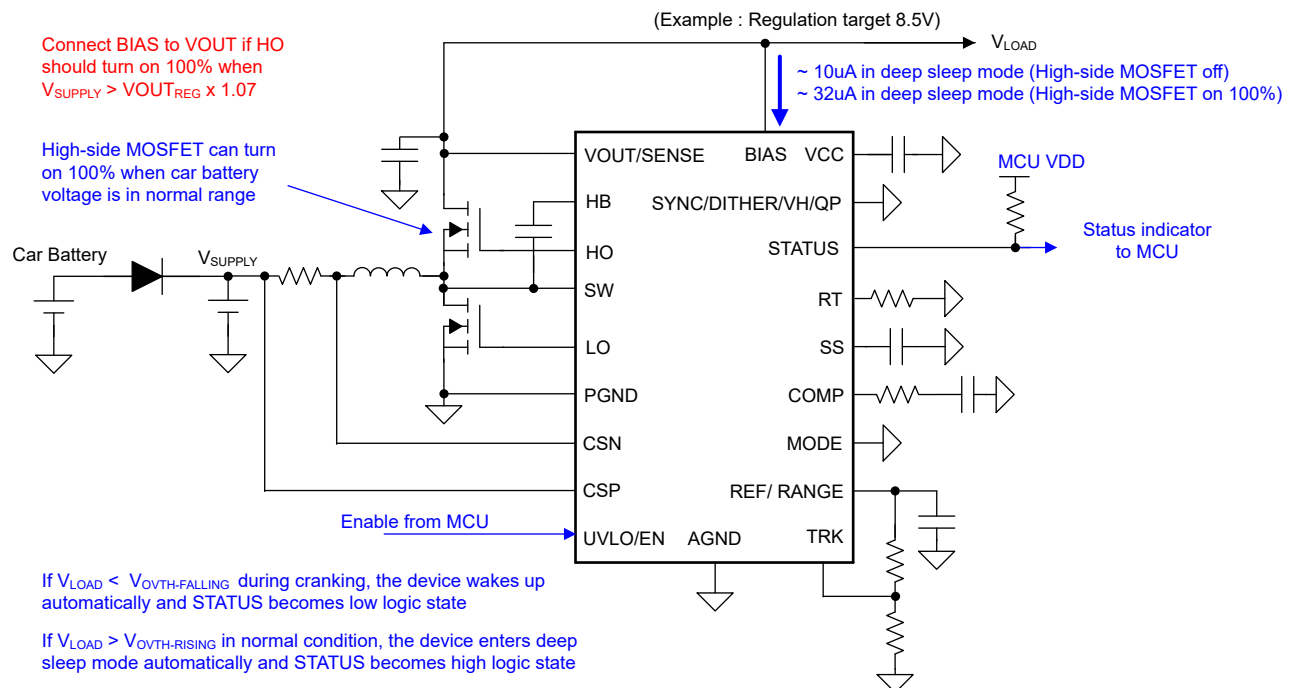 (Example : Regulation target 8.5V)
Connect BIAS to VOUT if HO
should turn on 100% when
VSUPPLY > VOUTREG x 1.07
VLOAD
~ 10uA in deep sleep mode (High-side MOSFET off)
~ 32uA in deep sleep mode (High-side MOSFET on 100%)
High-side MOSFET can turn
on 100% when car battery
voltage is in normal range
VOUT/SENSE
BIAS
VCC
MCU VDD
HB
SYNC/DITHER/VH/QP
HO
STATUS
Status indicator
to MCU
Car Battery
VSUPPLY
SW
RT
LO
SS
PGND
COMP
CSN
MODE
CSP
REF/ RANGE
Enable from MCU
UVLO/EN
AGND
TRK
If VLOAD < VOVTH-FALLING during cranking, the device wakes up
automatically and STATUS becomes low logic state
If VLOAD > VOVTH-RISING in normal condition, the device enters deep
sleep mode automatically and STATUS becomes high logic state